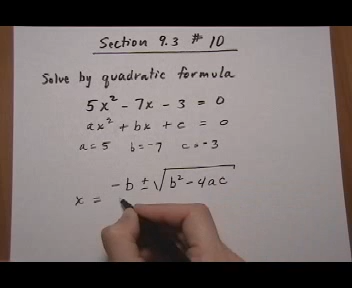 Section 9.3 # 10
Solve by quadratic formula
5x² - 7x - 3 = 0
ax² + bx + c = 0
a = 5 b = -7 c = -3
x = -b ± √b² - 4ac